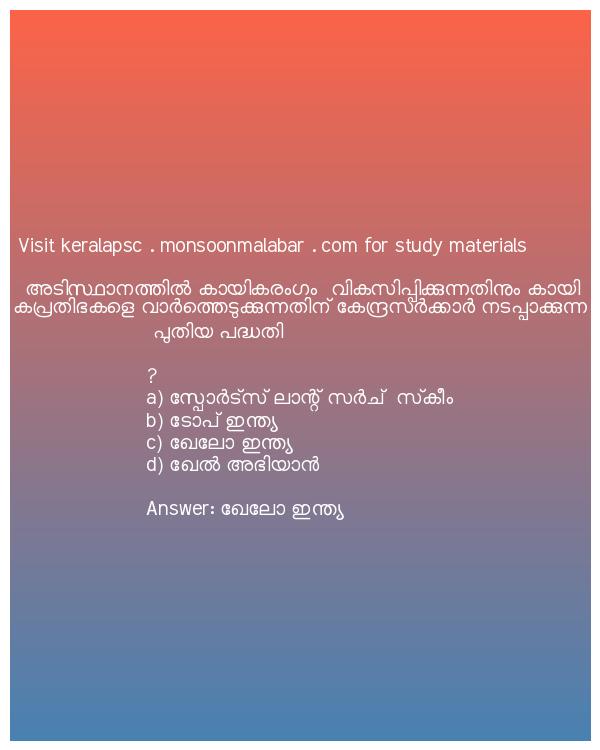 Visit keralapsc . monsoonmalabar . com for study materials
അടിസ്ഥാനത്തിൽ കായികരംഗം വികസിപ്പിക്കുന്നതിനും കായി
കപ്രതിഭകളെ വാർത്തെടുക്കുന്നതിന് കേന്ദ്രസർക്കാർ നടപ്പാക്കുന്ന
പുതിയ പദ്ധതി
?
a) സ്പോർട്സ് ലാന്റ് സർച് സ്കീം
b) ടോപ് ഇന്ത്യ
c) ഖേലോ ഇന്ത്യ
d) ഖേൽ അഭിയാൻ
Answer: ഖേലോ ഇന്ത്യ